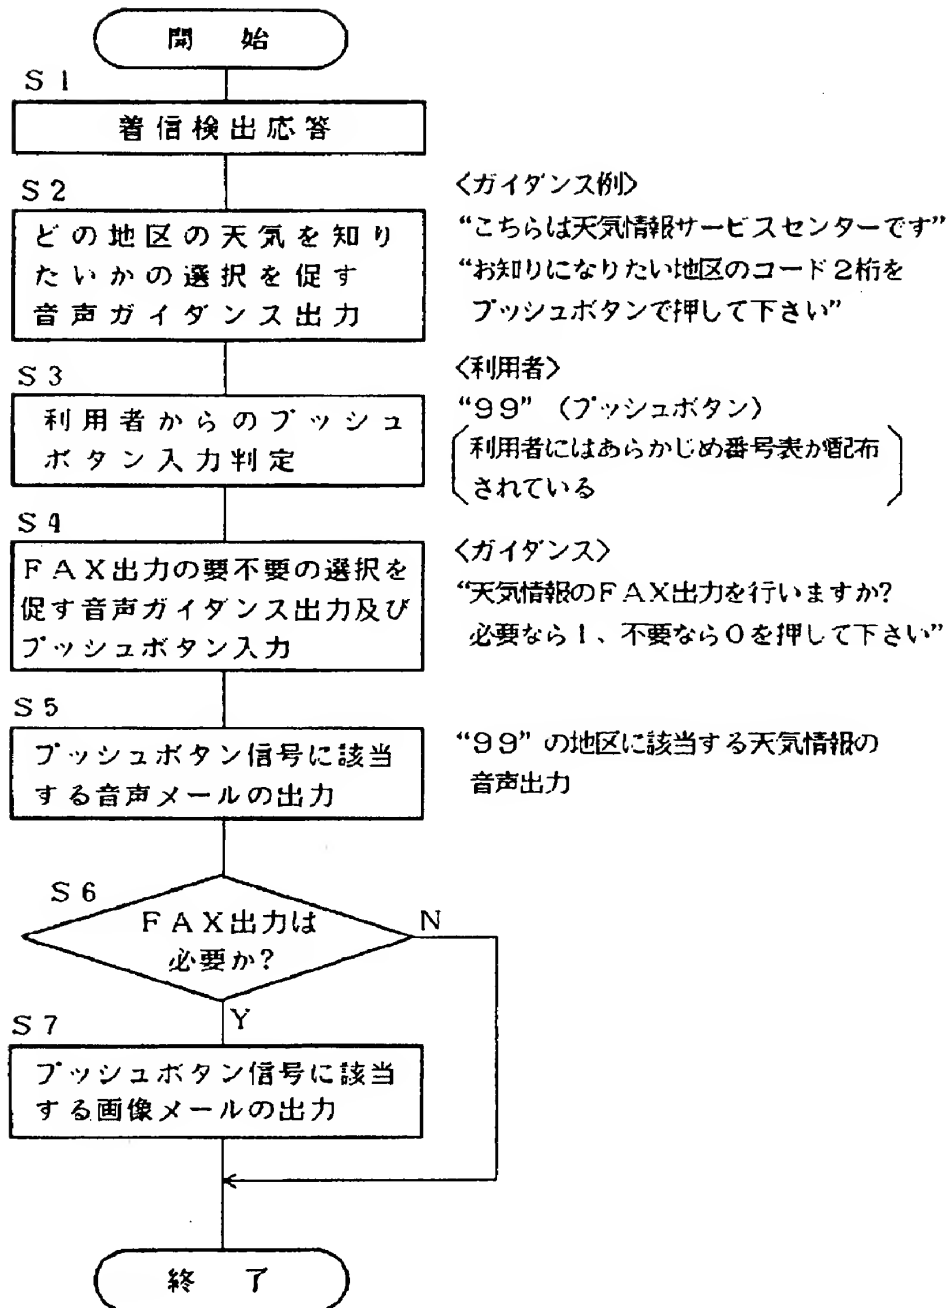 開 始
S1
着信検出応答
S2
どの地区の天気を知り
たいかの選択を促す
音声ガイダンス出力
〈ガイダンス例〉
“こちらは天気情報サービスセンターです”
“お知りになりたい地区のコード2桁を
プッシュボタンで押して下さい”
S3
利用者からのプッシュ
ボタン入力判定
〈利用者〉
“99” (プッシュボタン)
利用者にはあらかじめ番号表が配布
されている
S4
FAX出力の要不要の選択を
促す音声ガイダンス出力及び
プッシュボタン入力
〈ガイダンス〉
“天気情報のFAX出力を行いますか?
必要なら1、不要なら0を押して下さい”
S5
プッシュボタン信号に該当
する音声メールの出力
“99”の地区に該当する天気情報の
音声出力
S6
FAX出力は
必要か?
N
Y
S7
プッシュボタン信号に該当
する画像メールの出力
終 了